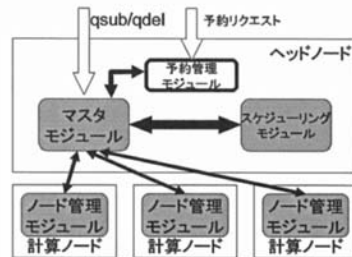 qsub/qdel
予約リクエスト
ヘッドノード
予約管理
モジュール
マスタ
モジュール
スケジューリング
モジュール
ノード管理
モジュール
計算ノード
ノード管理
モジュール
計算ノード
ノード管理
モジュール
計算ノード